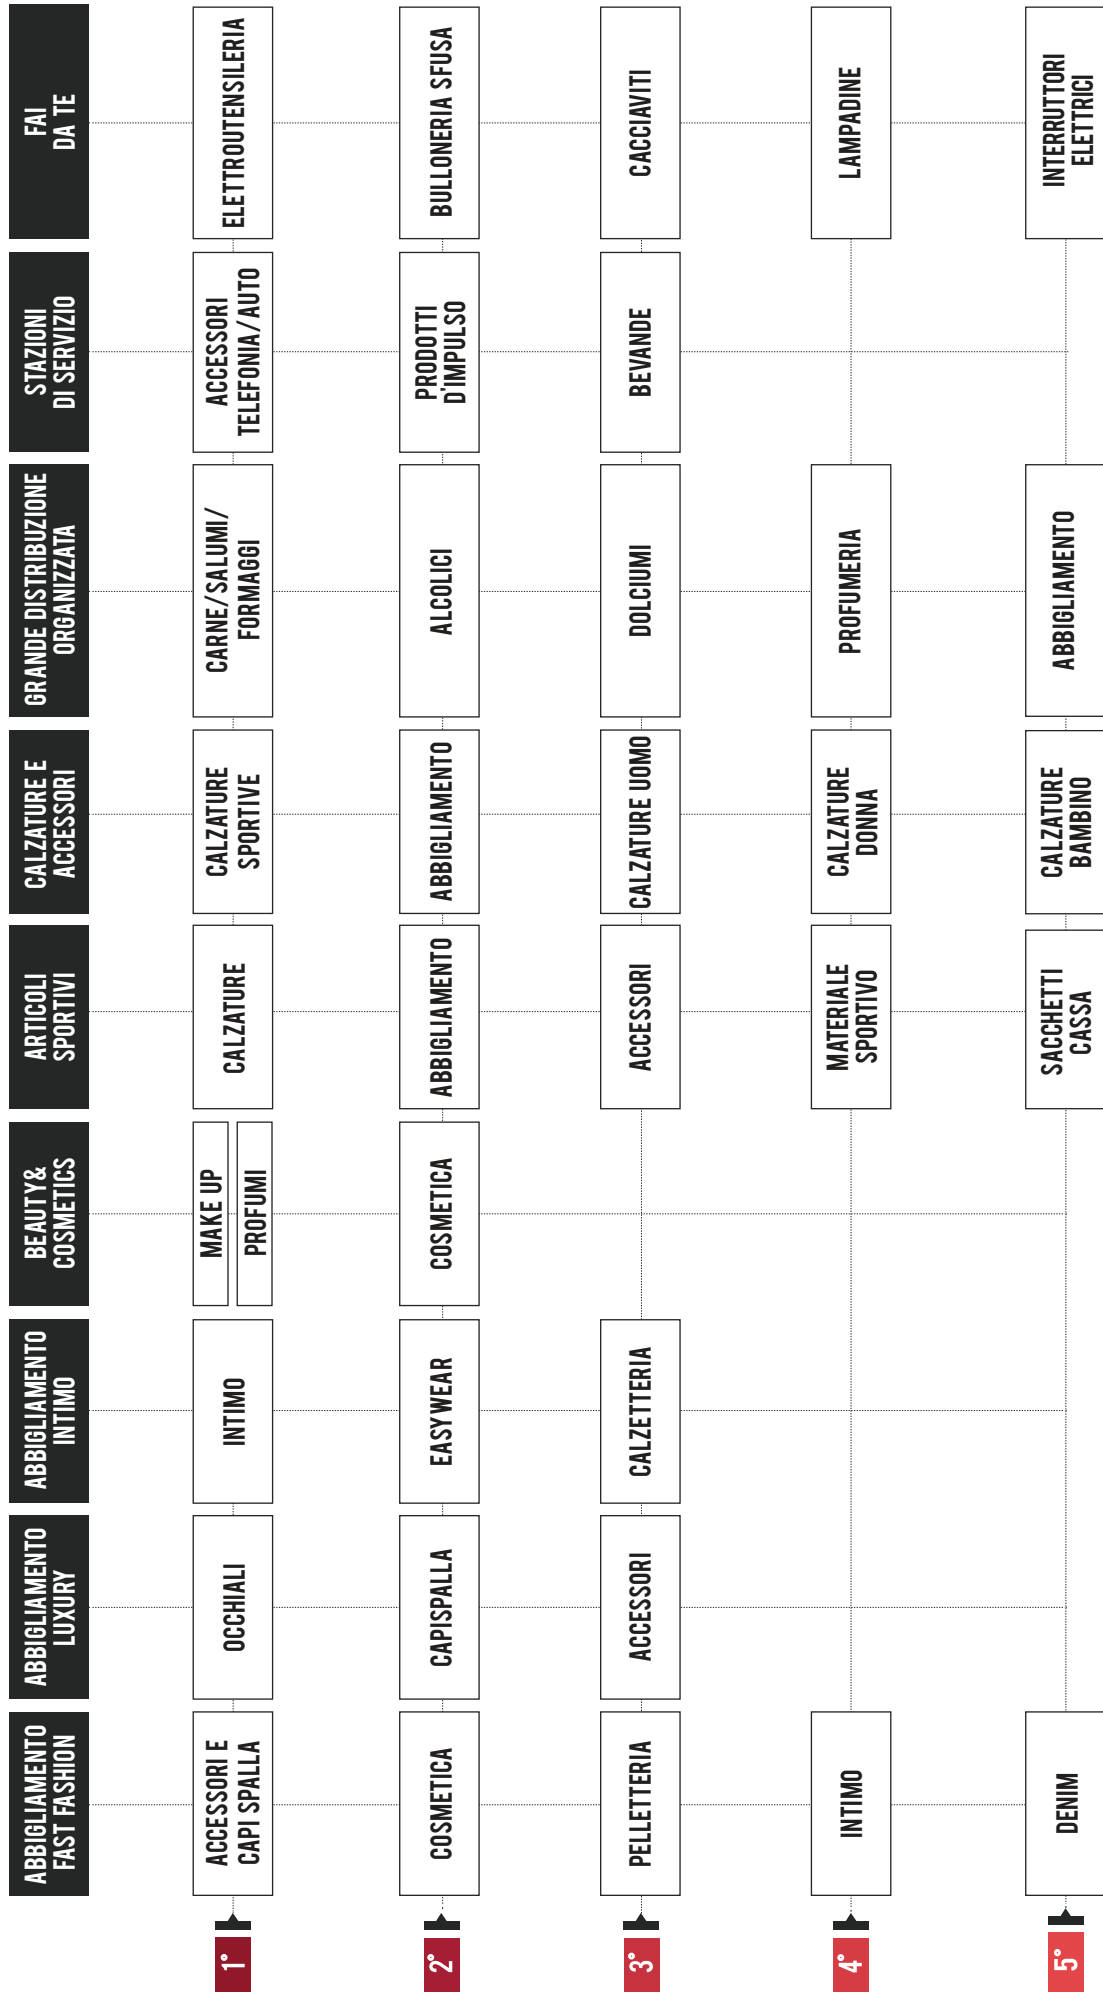 ABBIGLIAMENTO
FAST FASHION
ABBIGLIAMENTO
LUXURY
ABBIGLIAMENTO
INTIMO
BEAUTY&
COSMETICS
ARTICOLI
SPORTIVI
CALZATURE E
ACCESSORI
GRANDE DISTRIBUZIONE
ORGANIZZATA
STAZIONI
DI SERVIZIO
FAI
DA TE
1°
ACCESSORI E
CAPI SPALLA
OCCHIALI
INTIMO
MAKE UP
PROFUMI
CALZATURE
CALZATURE
SPORTIVE
CARNE/SALUMI/
FORMAGGI
ACCESSORI
TELEFONIA/AUTO
ELETTROUTENSILERIA
2°
COSMETICA
CAPISPALLA
EASYWEAR
COSMETICA
ABBIGLIAMENTO
ABBIGLIAMENTO
ALCOLICI
PRODOTTI
D'IMPULSO
BULLONERIA SFUSA
3°
PELLETTERIA
ACCESSORI
CALZETTERIA
ACCESSORI
CALZATURE UOMO
DOLCIUMI
BEVANDE
CACCIAVITI
4°
INTIMO
MATERIALE
SPORTIVO
CALZATURE
DONNA
PROFUMERIA
LAMPADINE
5°
DENIM
SACCHETTI
CASSA
CALZATURE
BAMBINO
ABBIGLIAMENTO
INTERRUTTORI
ELETTRICI